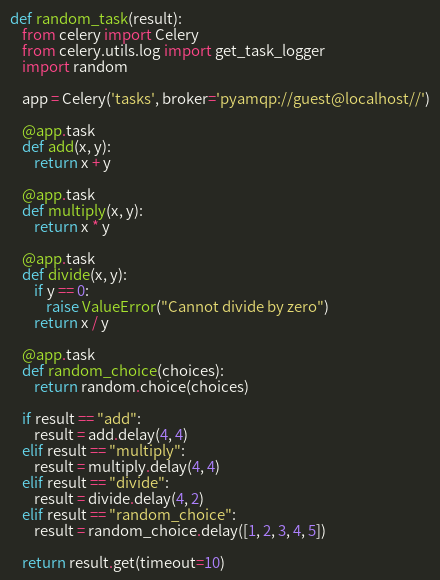 def random_task(result):
from celery import Celery
from celery.utils.log import get_task_logger
import random
app = Celery('tasks', broker='pyamqp://guest@localhost//')
@app.task
def add(x, y):
return x + y
@app.task
def multiply(x, y):
return x * y
@app.task
def divide(x, y):
if y == 0:
raise ValueError("Cannot divide by zero")
return x / y
@app.task
def random_choice(choices):
return random.choice(choices)
if result == "add":
result = add.delay(4, 4)
elif result == "multiply":
result = multiply.delay(4, 4)
elif result == "divide":
result = divide.delay(4, 2)
elif result == "random_choice":
result = random_choice.delay([1, 2, 3, 4, 5])
return result.get(timeout=10)